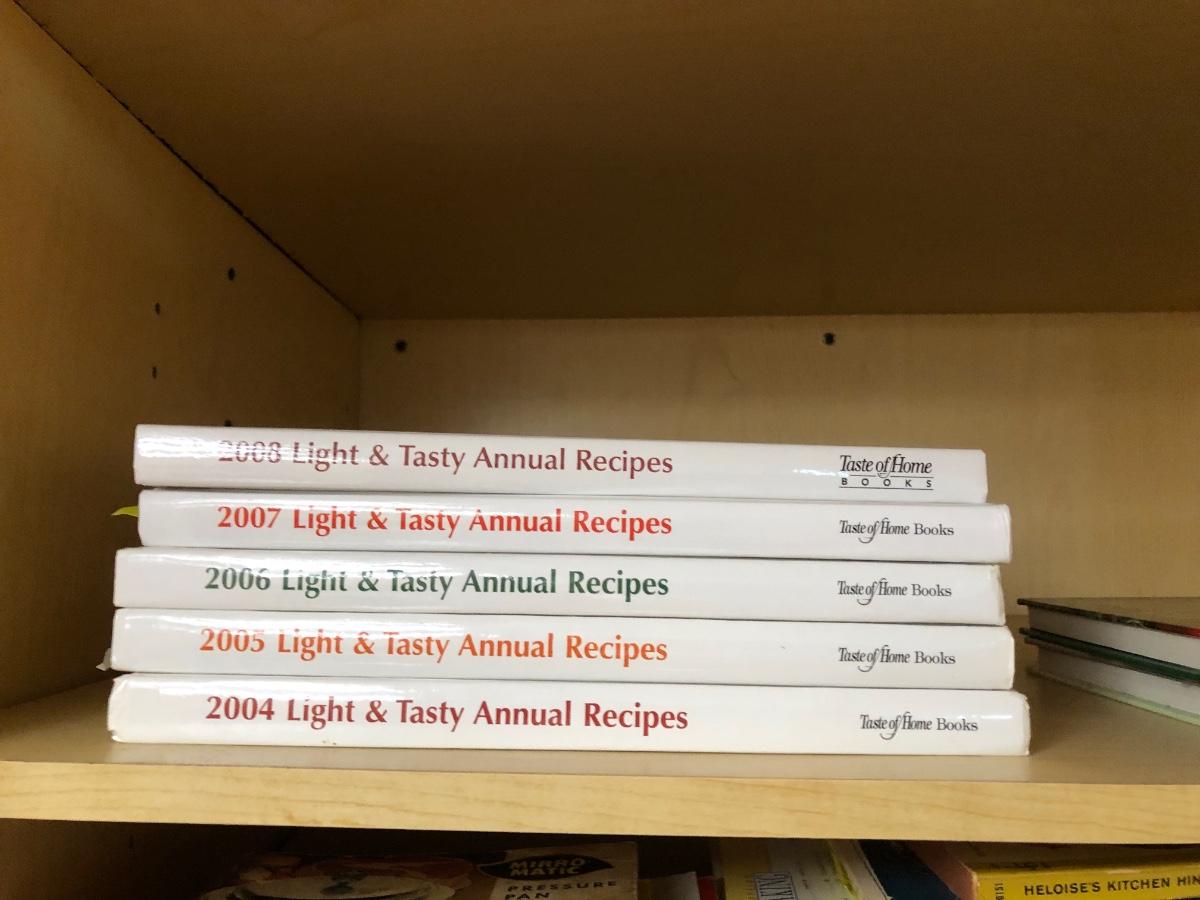 2008 Light & Tasty Annual Recipes Taste of Home
BOOKS
2007 Light & Tasty Annual Recipes Taste of Home Books
2006 Light & Tasty Annual Recipes Taste of Home Books
2005 Light & Tasty Annual Recipes Taste of Home Books
2004 Light & Tasty Annual Recipes Taste of Home Books
MIRRO
MATIC
PRESSURE
PAN
KING
HELOISE'S KITCHEN HIN